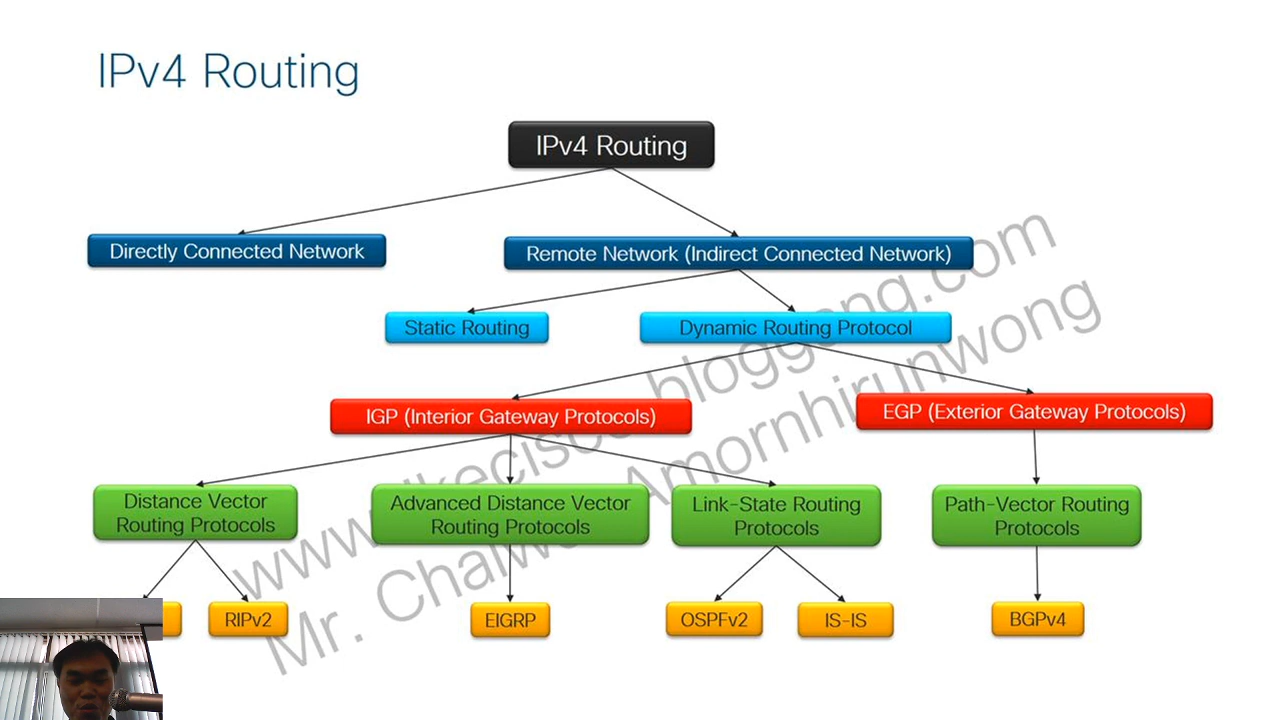 IPv4 Routing
IPv4 Routing
Directly Connected Network
Remote Network (Indirect Connected Network)
Static Routing
Dynamic Routing Protocol
IGP (Interior Gateway Protocols)
EGP (Exterior Gateway Protocols)
Distance Vector
Routing Protocols
Advanced Distance Vector
Routing Protocols
Link-State Routing
Protocols
Path-Vector Routing
Protocols
RIPv2
EIGRP
OSPFv2
IS-IS
BGPv4
Mr. Amornhirunwong